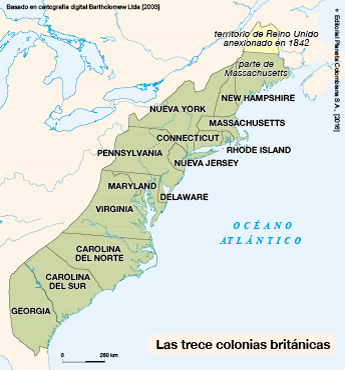 Basado en cartografía digital Bartholomew Ltda [2003]
© Editorial Planeta Colombiana S.A. [2016]
territorio de Reino Unido
anexionado en 1842
parte de
Massachusetts
NUEVA YORK
NEW HAMPSHIRE
MASSACHUSETTS
CONNECTICUT
RHODE ISLAND
PENNSYLVANIA
NUEVA JERSEY
MARYLAND
DELAWARE
VIRGINIA
OCÉANO
ATLÁNTICO
CAROLINA
DEL NORTE
CAROLINA
DEL SUR
GEORGIA
Las trece colonias británicas
0 250 km